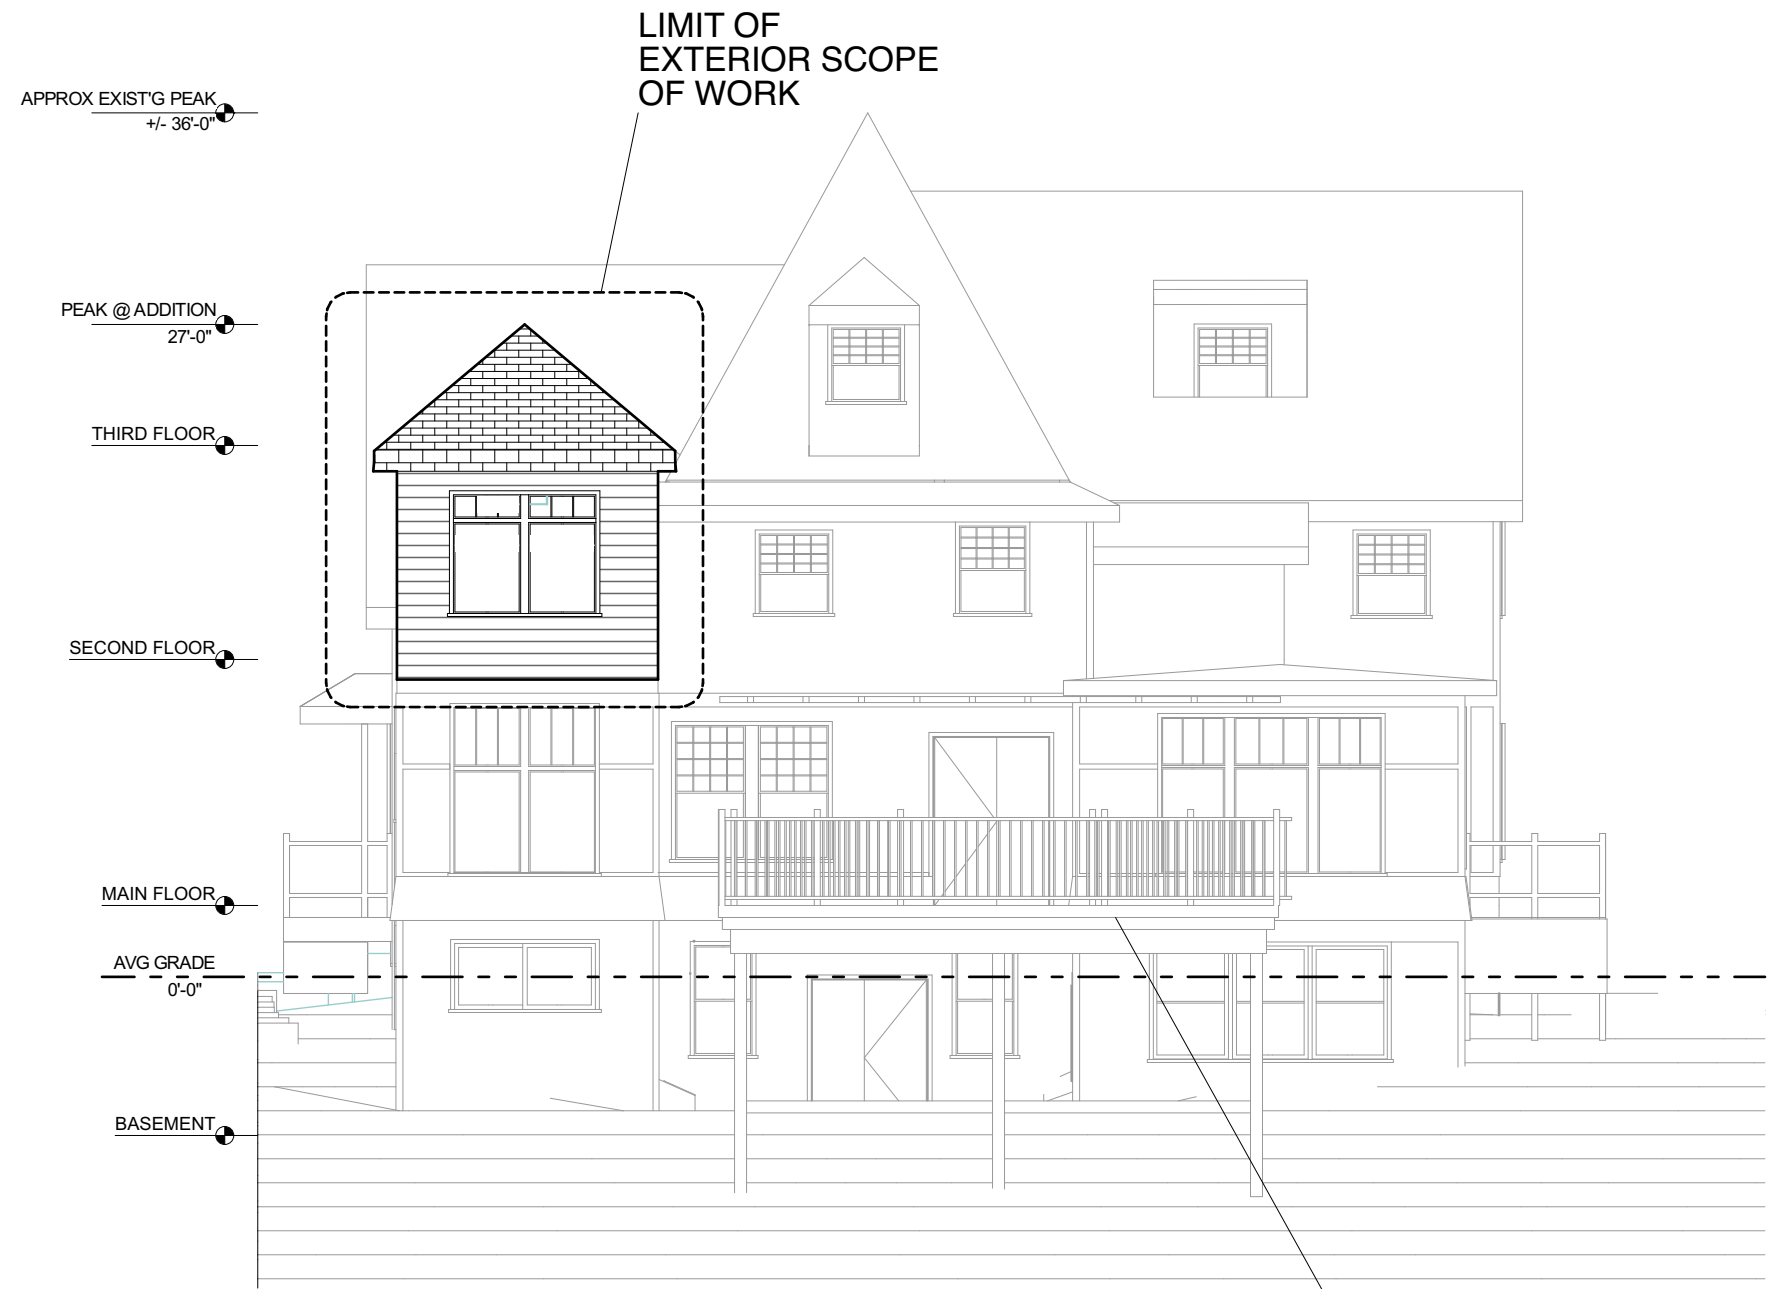 LIMIT OF
EXTERIOR SCOPE
OF WORK
APPROX EXIST'G PEAK
+/- 36'-0"
PEAK @ ADDITION
27'-0"
THIRD FLOOR
SECOND FLOOR
MAIN FLOOR
AVG GRADE
0'-0"
BASEMENT